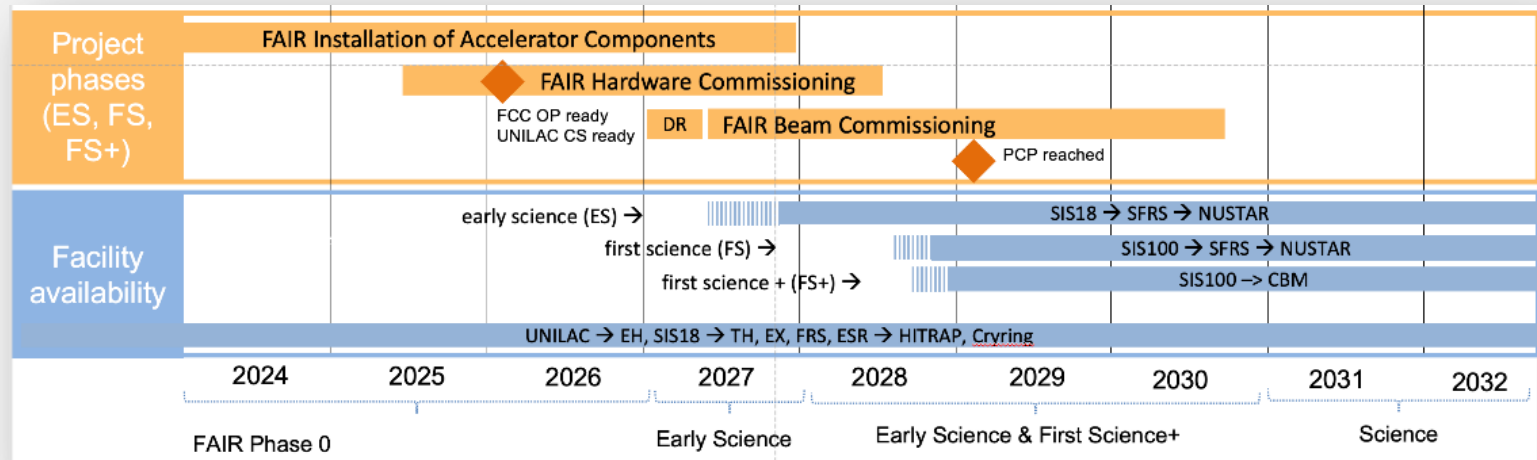 Project
phases
(ES, FS,
FS+)
FAIR Installation of Accelerator Components
FAIR Hardware Commissioning
FCC OP ready
UNILAC CS ready
DR
FAIR Beam Commissioning
PCP reached
Facility
availability
early science (ES) →
SIS18 → SFRS → NUSTAR
first science (FS) →
SIS100 → SFRS → NUSTAR
first science + (FS+) →
SIS100 –> CBM
UNILAC → EH, SIS18 → TH, EX, FRS, ESR → HITRAP, Cryring
2024 2025 2026 2027 2028 2029 2030 2031 2032
FAIR Phase 0
Early Science
Early Science & First Science+
Science